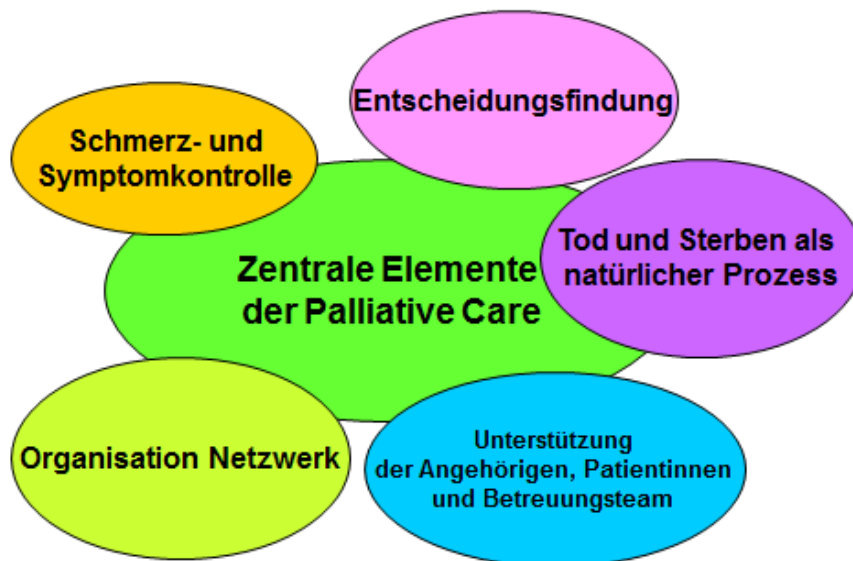 Entscheidungsfindung
Schmerz- und
Symptomkontrolle
Tod und Sterben als
natürlicher Prozess
Zentrale Elemente
der Palliative Care
Organisation Netzwerk
Unterstützung
der Angehörigen, Patientinnen
und Betreuungsteam